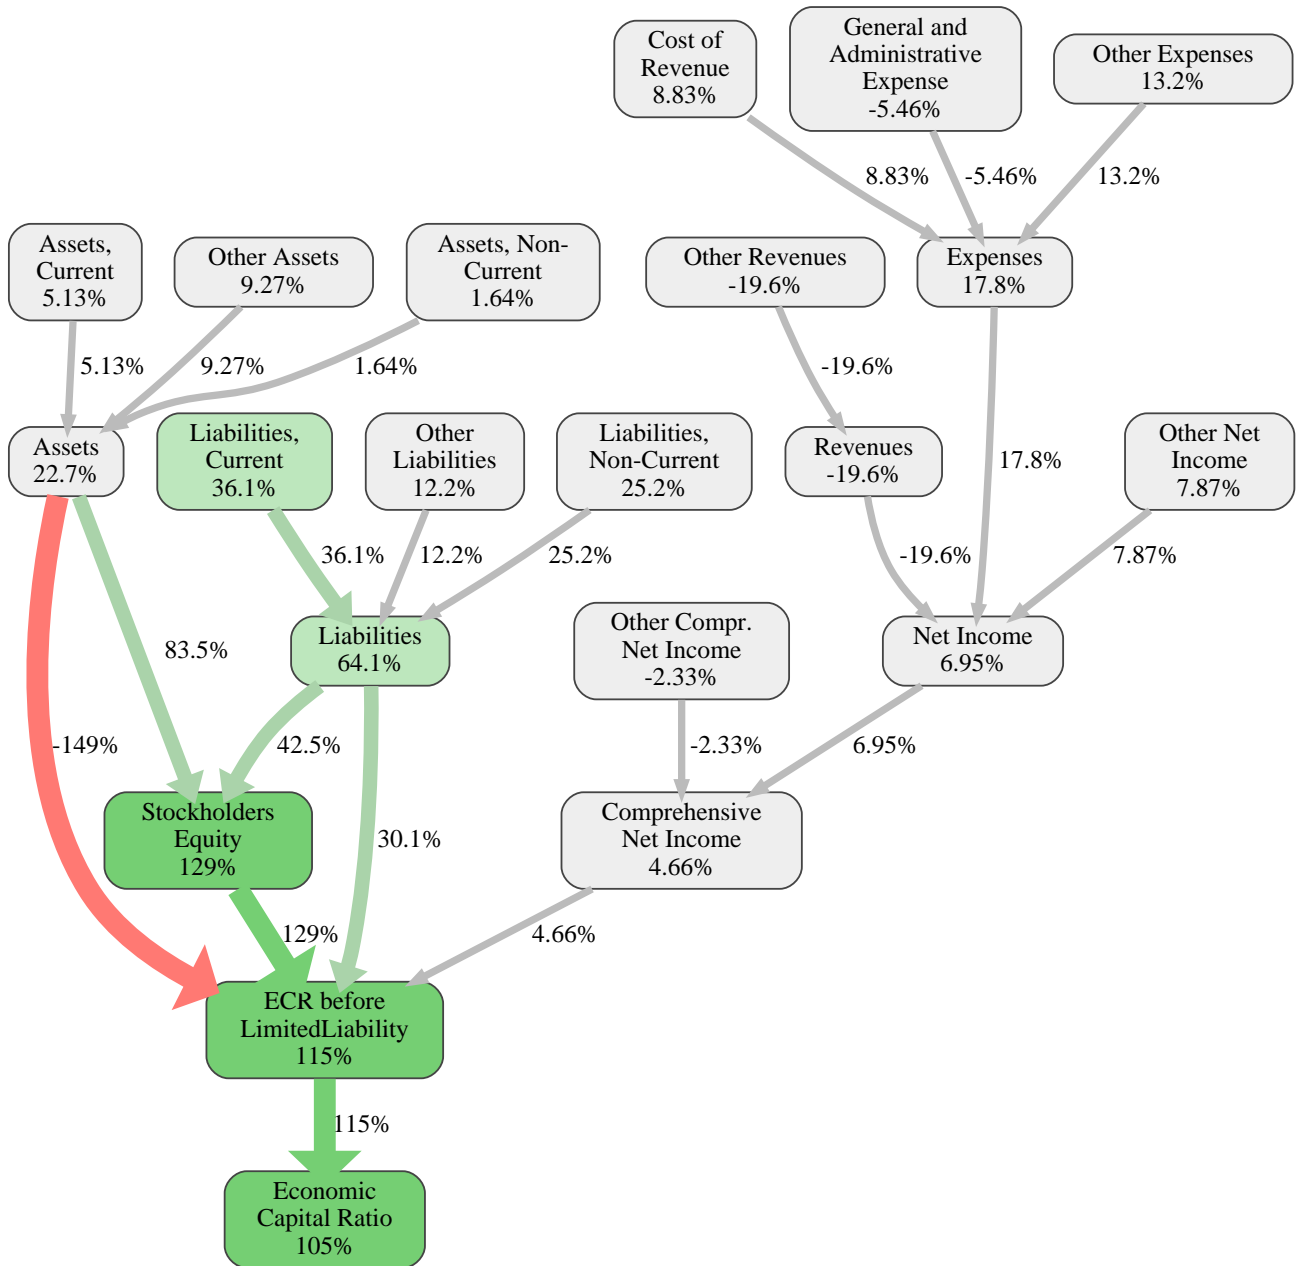 Cost of
Revenue
8.83%
General and
Administrative
Expense
-5.46%
Other Expenses
13.2%
8.83%
-5.46%
13.2%
Assets,
Current
5.13%
Other Assets
9.27%
Assets, Non-
Current
1.64%
Other Revenues
-19.6%
Expenses
17.8%
5.13%
9.27%
1.64%
-19.6%
Assets
22.7%
Liabilities,
Current
36.1%
Other
Liabilities
12.2%
Liabilities,
Non-Current
25.2%
Revenues
-19.6%
17.8%
Other Net
Income
7.87%
36.1%
12.2%
25.2%
-19.6%
7.87%
83.5%
Liabilities
64.1%
Other Compr.
Net Income
-2.33%
Net Income
6.95%
-149%
42.5%
-2.33%
6.95%
Stockholders
Equity
129%
30.1%
Comprehensive
Net Income
4.66%
129%
4.66%
ECR before
LimitedLiability
115%
115%
Economic
Capital Ratio
105%